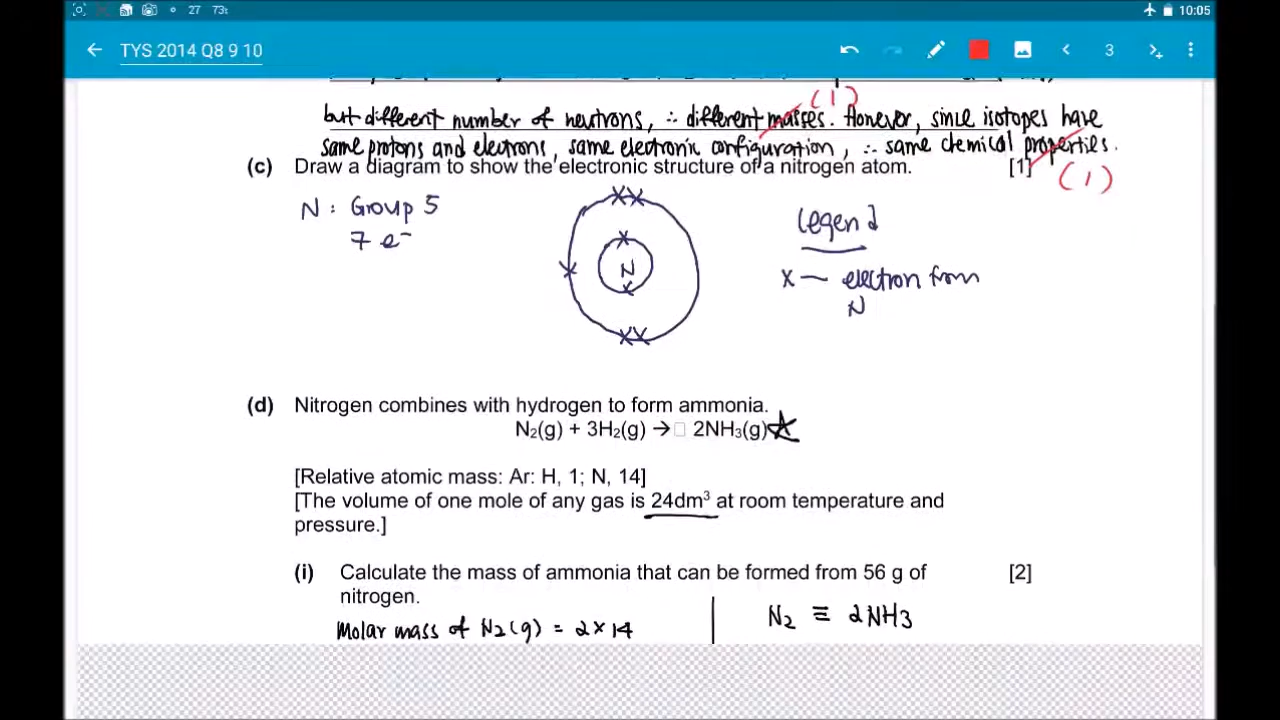 27 73t 10:05
TYS 2014 Q8 9 10 3
but different number of neutrons, ∴ different masses. However, since isotopes have
(1)
same protons and electrons, same electronic configuration, ∴ same chemical properties.
(c) Draw a diagram to show the electronic structure of a nitrogen atom. [1]
(1)
N : Group 5
7 e⁻
N
Legend
x — electron from
N
(d) Nitrogen combines with hydrogen to form ammonia.
N₂(g) + 3H₂(g) → 2NH₃(g)
[Relative atomic mass: Ar: H, 1; N, 14]
[The volume of one mole of any gas is 24dm³ at room temperature and
pressure.]
(i) Calculate the mass of ammonia that can be formed from 56 g of [2]
nitrogen.
Molar mass of N₂(g) = 2 × 14
N₂ ≡ 2NH₃